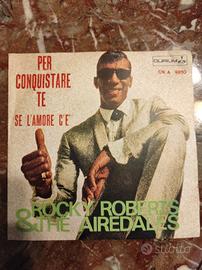 PER
CONQUISTARE
TE
SE L'AMORE C'E'
DURIUM
ROCKY ROBERTS
& THE AIREDALES
subito